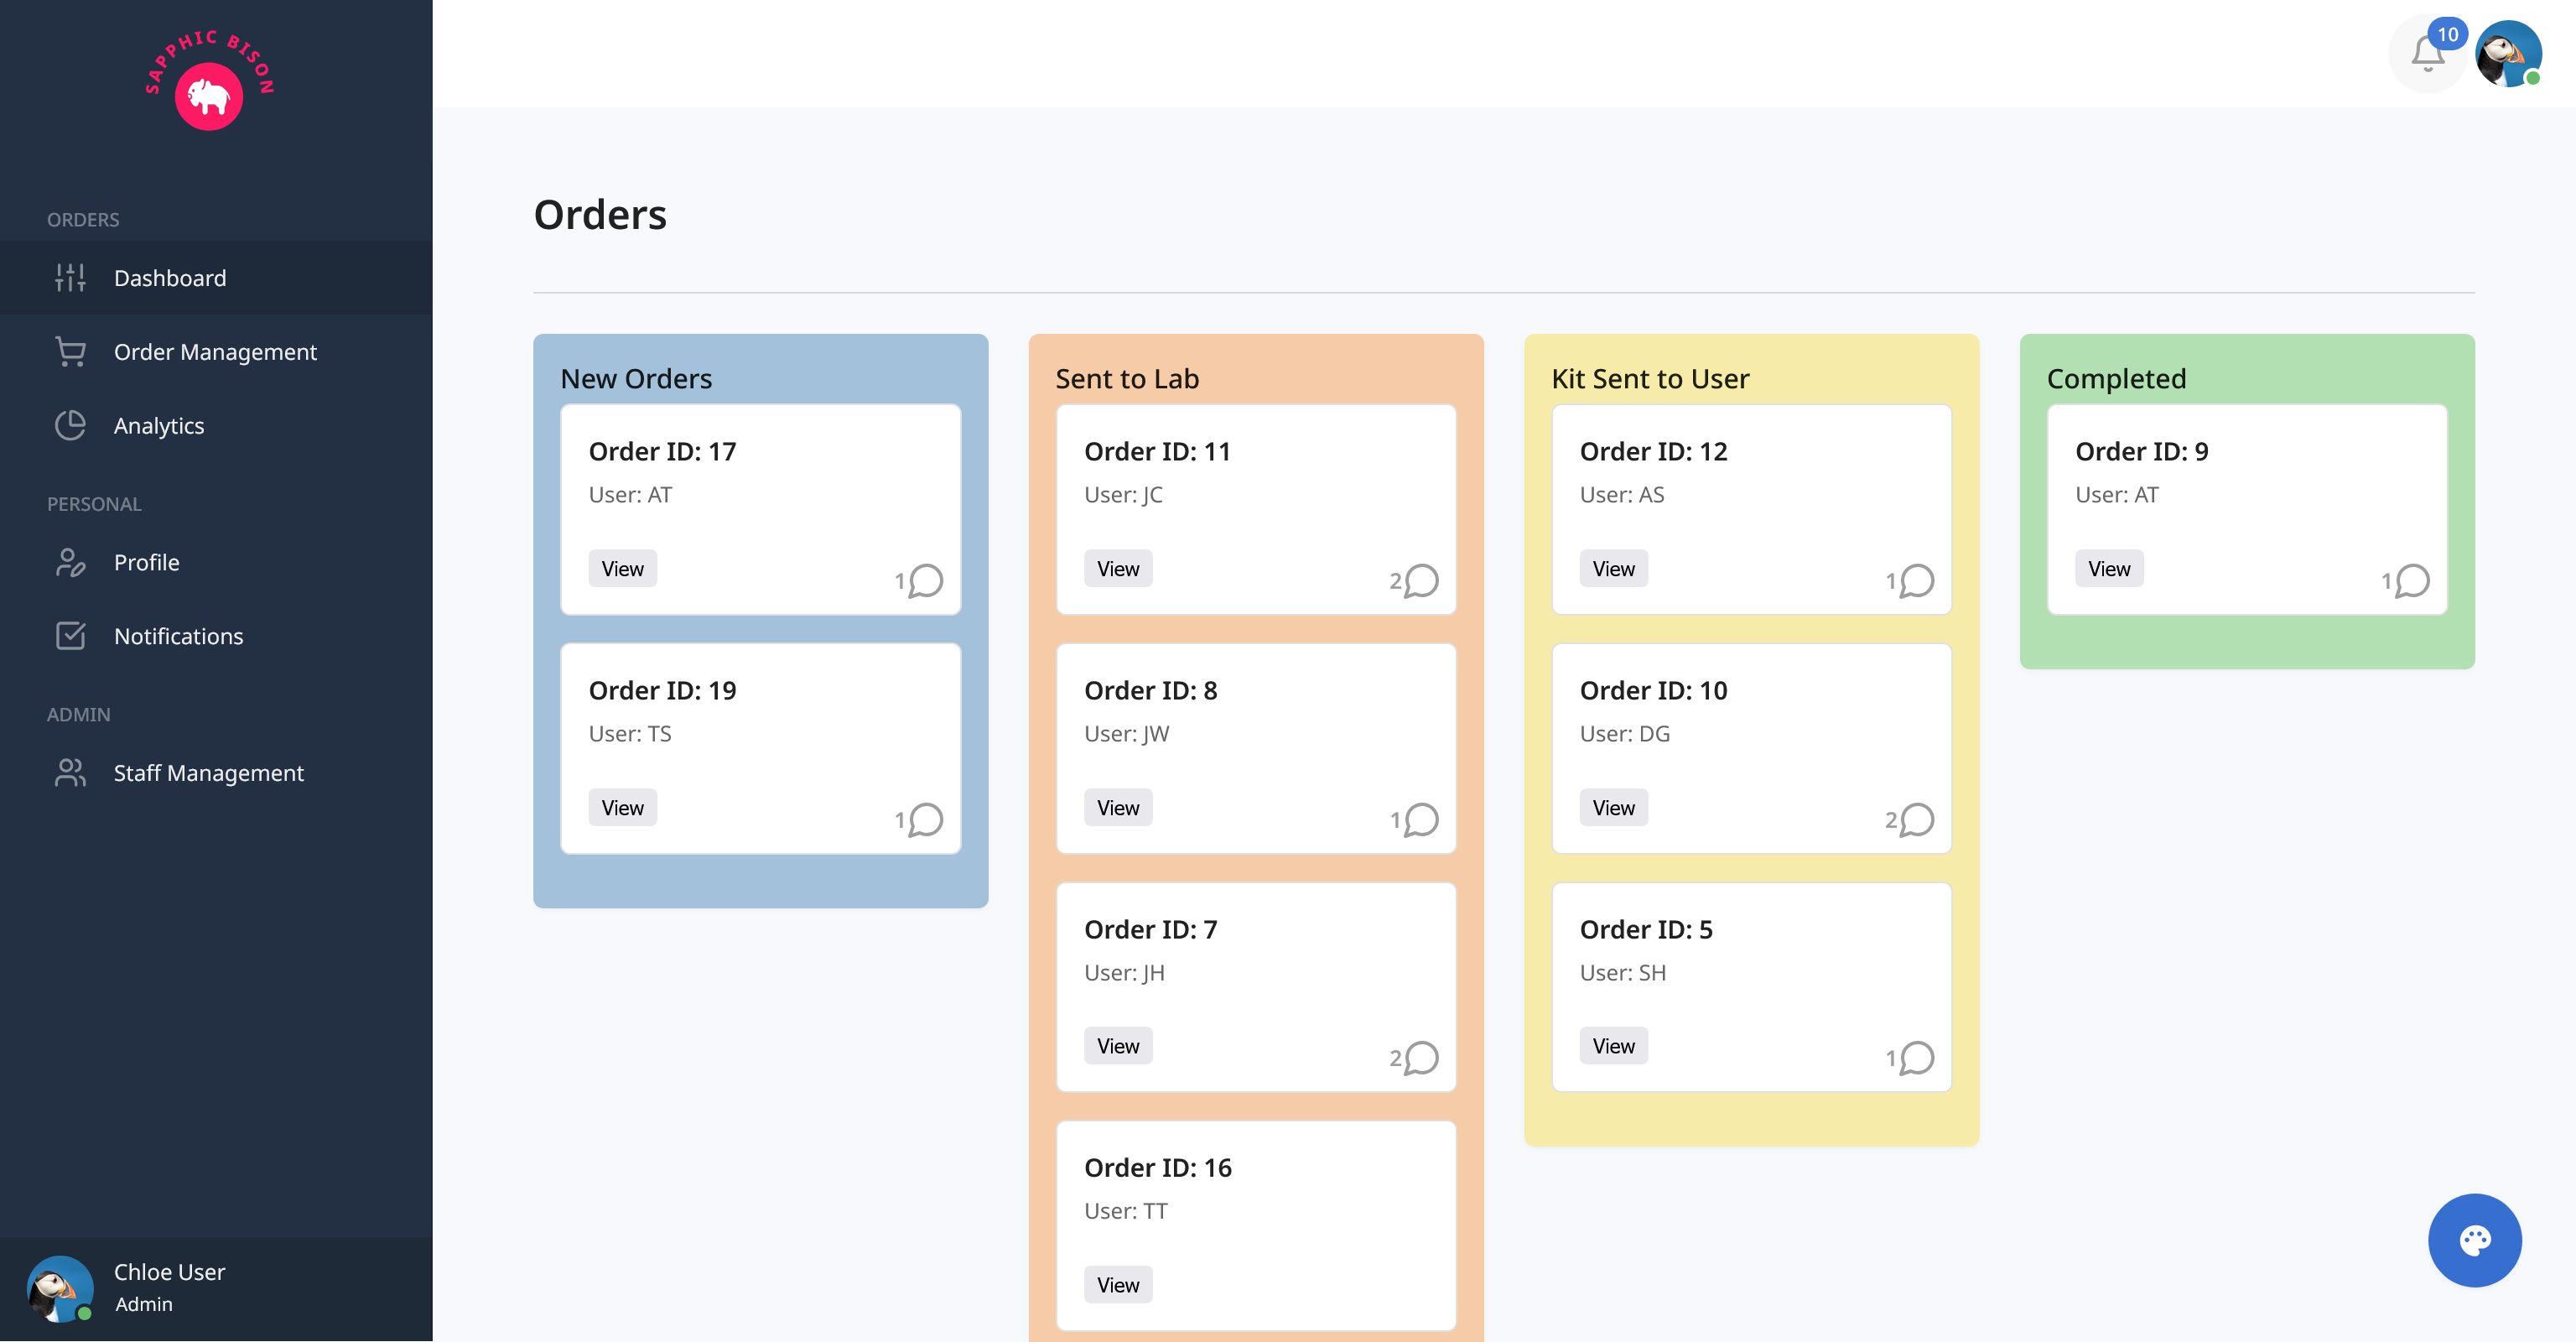 SAPPHIC BISON
ORDERS
Dashboard
Order Management
Analytics
PERSONAL
Profile
Notifications
ADMIN
Staff Management
Chloe User
Admin
10
Orders
New Orders
Order ID: 17
User: AT
View
1
Order ID: 19
User: TS
View
1
Sent to Lab
Order ID: 11
User: JC
View
2
Order ID: 8
User: JW
View
1
Order ID: 7
User: JH
View
2
Order ID: 16
User: TT
View
Kit Sent to User
Order ID: 12
User: AS
View
1
Order ID: 10
User: DG
View
2
Order ID: 5
User: SH
View
1
Completed
Order ID: 9
User: AT
View
1